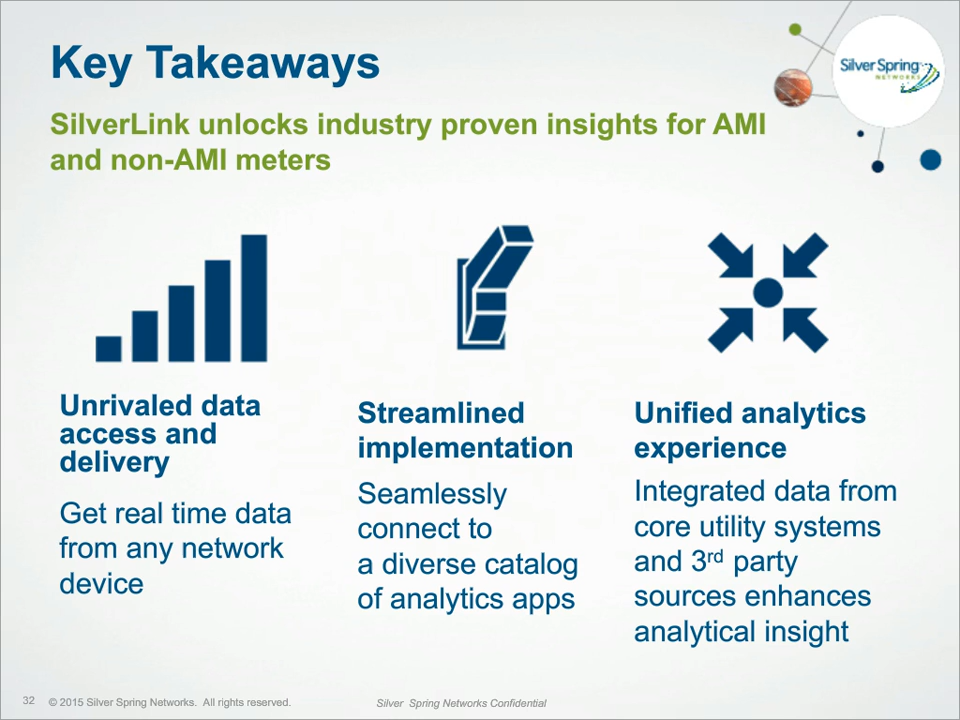 Key Takeaways
Silver Spring
NETWORKS
SilverLink unlocks industry proven insights for AMI
and non-AMI meters
Unrivaled data
access and
delivery
Get real time data
from any network
device
Streamlined
implementation
Seamlessly
connect to
a diverse catalog
of analytics apps
Unified analytics
experience
Integrated data from
core utility systems
and 3rd party
sources enhances
analytical insight
32 © 2015 Silver Spring Networks. All rights reserved. Silver Spring Networks Confidential